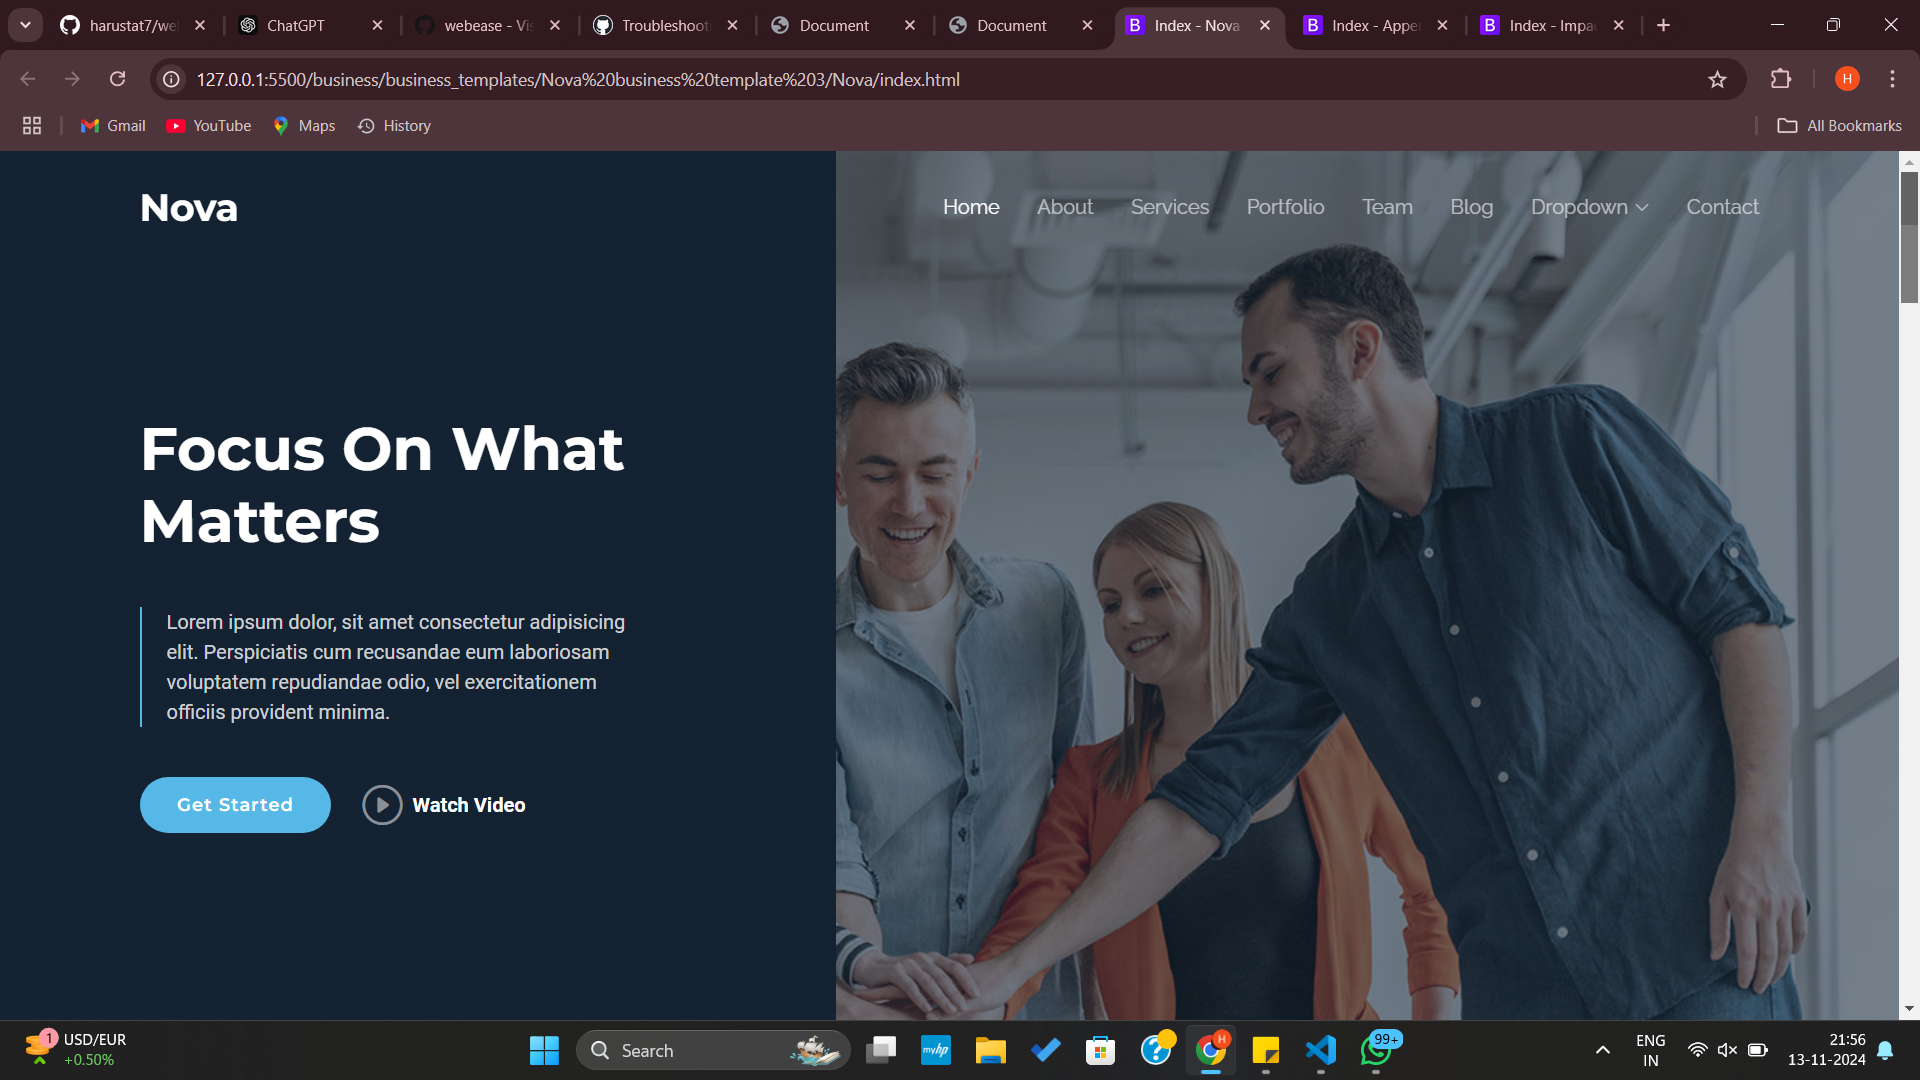 harustat7/we
ChatGPT
webease - Vis
Troubleshooti
Document
Document
Index - Nova
Index - Apper
Index - Impa
127.0.0.1:5500/business/business_templates/Nova%20business%20template%203/Nova/index.html
H
Gmail
YouTube
Maps
History
All Bookmarks
Nova
Home
About
Services
Portfolio
Team
Blog
Dropdown
Contact
Focus On What
Matters
Lorem ipsum dolor, sit amet consectetur adipisicing
elit. Perspiciatis cum recusandae eum laboriosam
voluptatem repudiandae odio, vel exercitationem
officiis provident minima.
Get Started
Watch Video
1
USD/EUR
+0.50%
Search
myhp
H
99+
ENG
IN
21:56
13-11-2024